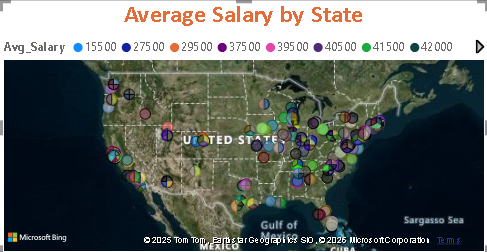 Average Salary by State
Avg_Salary 15500 27500 29500 37500 39500 40500 41500 42000
UNITED STATES
Gulf of
Mexico
Sargasso Sea
MEXICO
CUBA
Microsoft Bing
© 2025 TomTom, Earthstar Geographics SIO, © 2025 Microsoft Corporation Terms